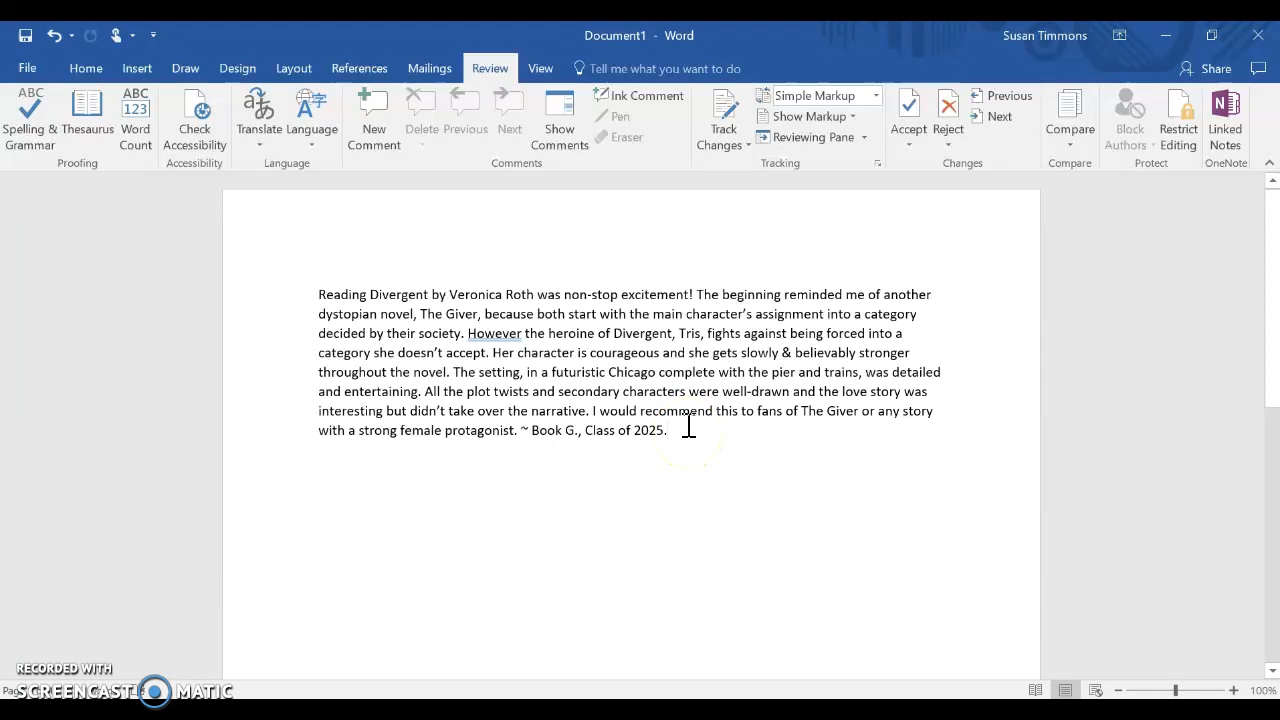 Document1 - Word
Susan Timmons
File Home Insert Draw Design Layout References Mailings Review View Tell me what you want to do Share
ABC ABC
123
Spelling & Grammar Thesaurus Word Count Check Accessibility Translate Language New Comment Delete Previous Next Show Comments Ink Comment Pen Eraser Track Changes Simple Markup Show Markup Reviewing Pane Accept Reject Previous Next Compare Block Authors Restrict Editing Linked Notes
Proofing Accessibility Language Comments Tracking Changes Compare Protect OneNote
Reading Divergent by Veronica Roth was non-stop excitement! The beginning reminded me of another
dystopian novel, The Giver, because both start with the main character’s assignment into a category
decided by their society. However the heroine of Divergent, Tris, fights against being forced into a
category she doesn’t accept. Her character is courageous and she gets slowly & believably stronger
throughout the novel. The setting, in a futuristic Chicago complete with the pier and trains, was detailed
and entertaining. All the plot twists and secondary characters were well-drawn and the love story was
interesting but didn’t take over the narrative. I would recommend this to fans of The Giver or any story
with a strong female protagonist. ~ Book G., Class of 2025.
RECORDED WITH
SCREENCAST MATIC
100%